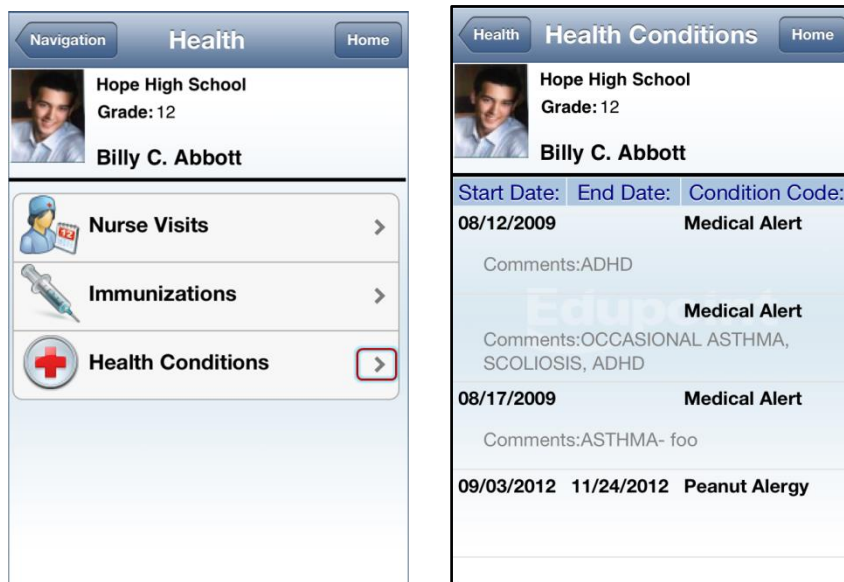 Navigation Health Home
Hope High School
Grade: 12
Billy C. Abbott
12
Nurse Visits
Immunizations
Health Conditions
Health Health Conditions Home
Hope High School
Grade: 12
Billy C. Abbott
Start Date: End Date: Condition Code:
08/12/2009 Medical Alert
Comments:ADHD
Edupoint
Medical Alert
Comments:OCCASIONAL ASTHMA,
SCOLIOSIS, ADHD
08/17/2009 Medical Alert
Comments:ASTHMA- foo
09/03/2012 11/24/2012 Peanut Alergy